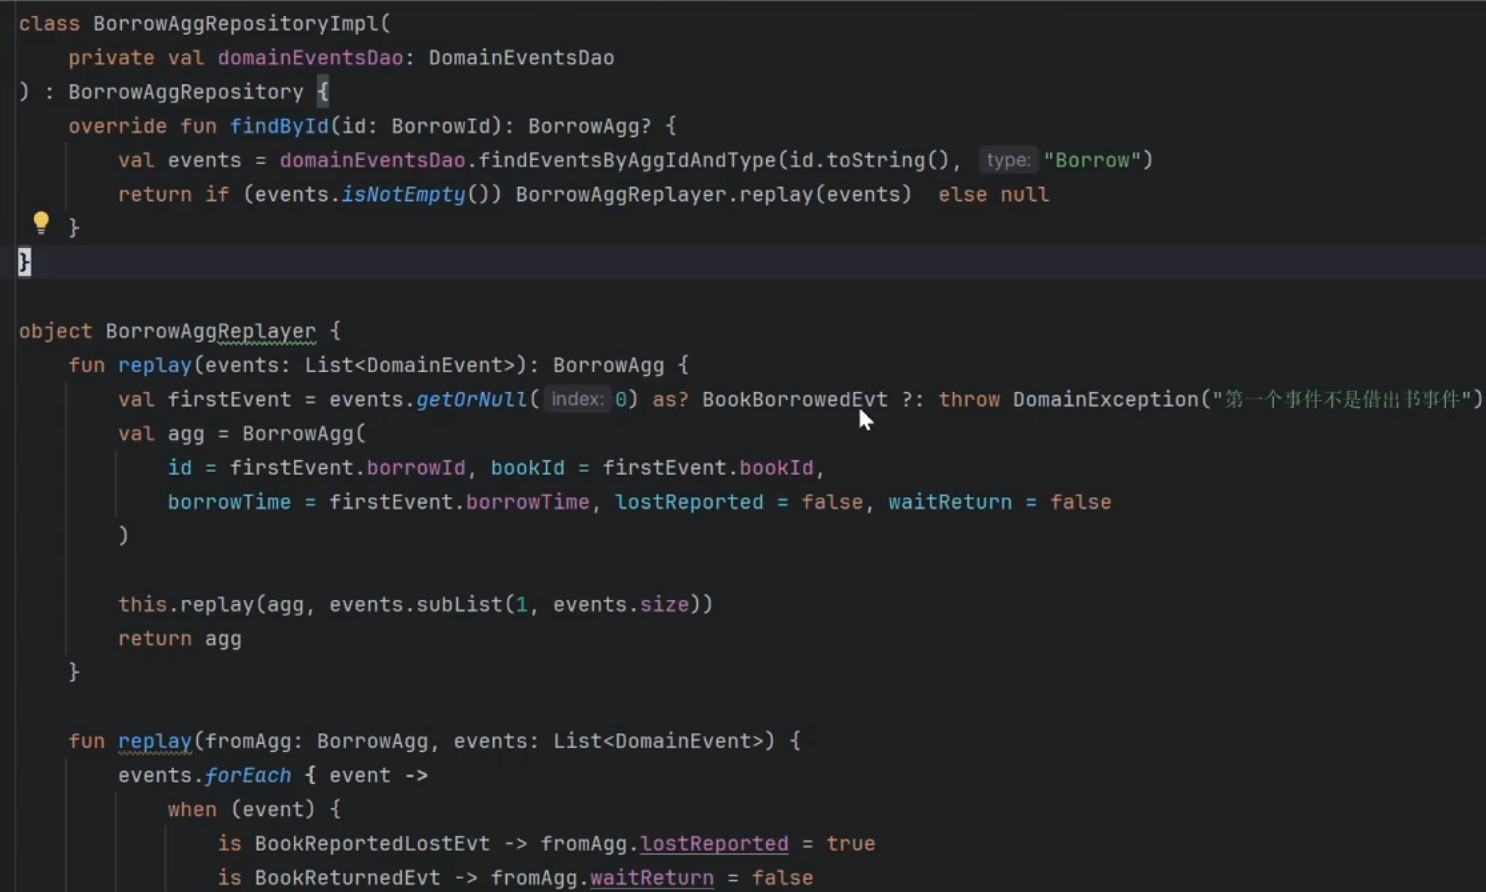 class BorrowAggRepositoryImpl(
    private val domainEventsDao: DomainEventsDao
) : BorrowAggRepository {
    override fun findById(id: BorrowId): BorrowAgg? {
        val events = domainEventsDao.findEventsByAggIdAndType(id.toString(), type: "Borrow")
        return if (events.isNotEmpty()) BorrowAggReplayer.replay(events)  else null
    }
}
object BorrowAggReplayer {
    fun replay(events: List<DomainEvent>): BorrowAgg {
        val firstEvent = events.getOrNull( index: 0) as? BookBorrowedEvt ?: throw DomainException("第一个事件不是借出书事件")
        val agg = BorrowAgg(
            id = firstEvent.borrowId, bookId = firstEvent.bookId,
            borrowTime = firstEvent.borrowTime, lostReported = false, waitReturn = false
        )
        this.replay(agg, events.subList(1, events.size))
        return agg
    }
    fun replay(fromAgg: BorrowAgg, events: List<DomainEvent>) {
        events.forEach { event ->
            when (event) {
                is BookReportedLostEvt -> fromAgg.lostReported = true
                is BookReturnedEvt -> fromAgg.waitReturn = false